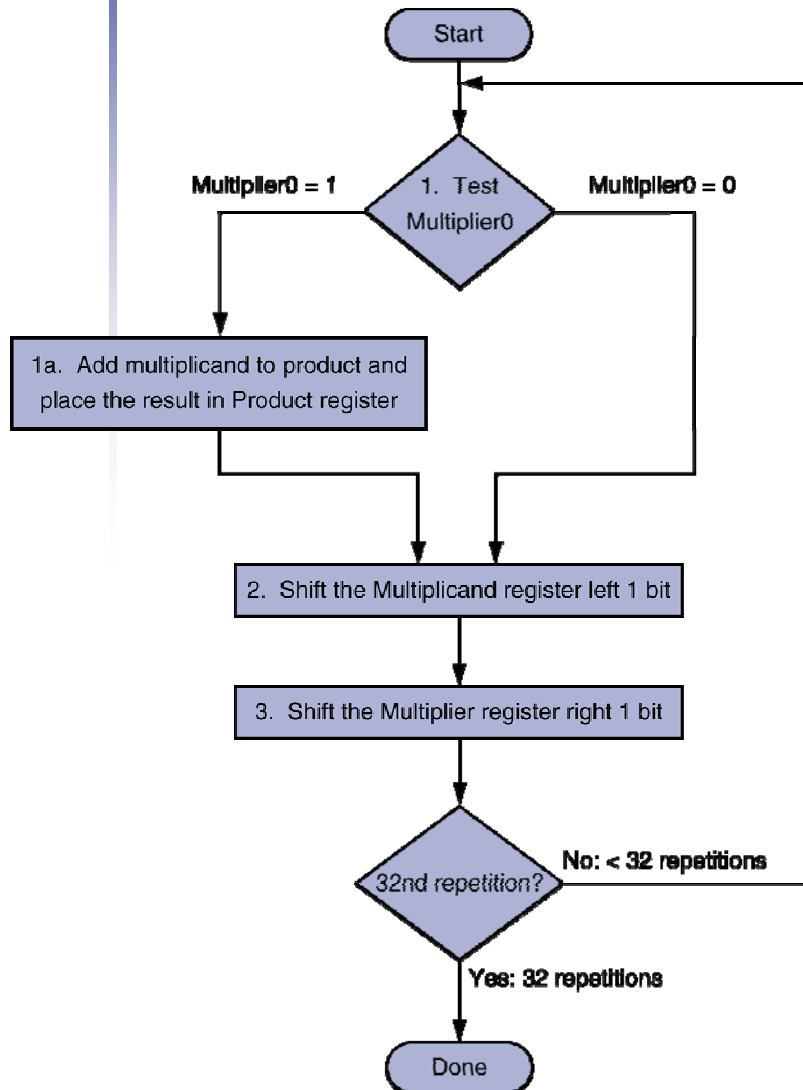 Start
Multiplier0 = 1
1. Test
Multiplier0
Multiplier0 = 0
1a. Add multiplicand to product and
place the result in Product register
2. Shift the Multiplicand register left 1 bit
3. Shift the Multiplier register right 1 bit
32nd repetition?
No: < 32 repetitions
Yes: 32 repetitions
Done